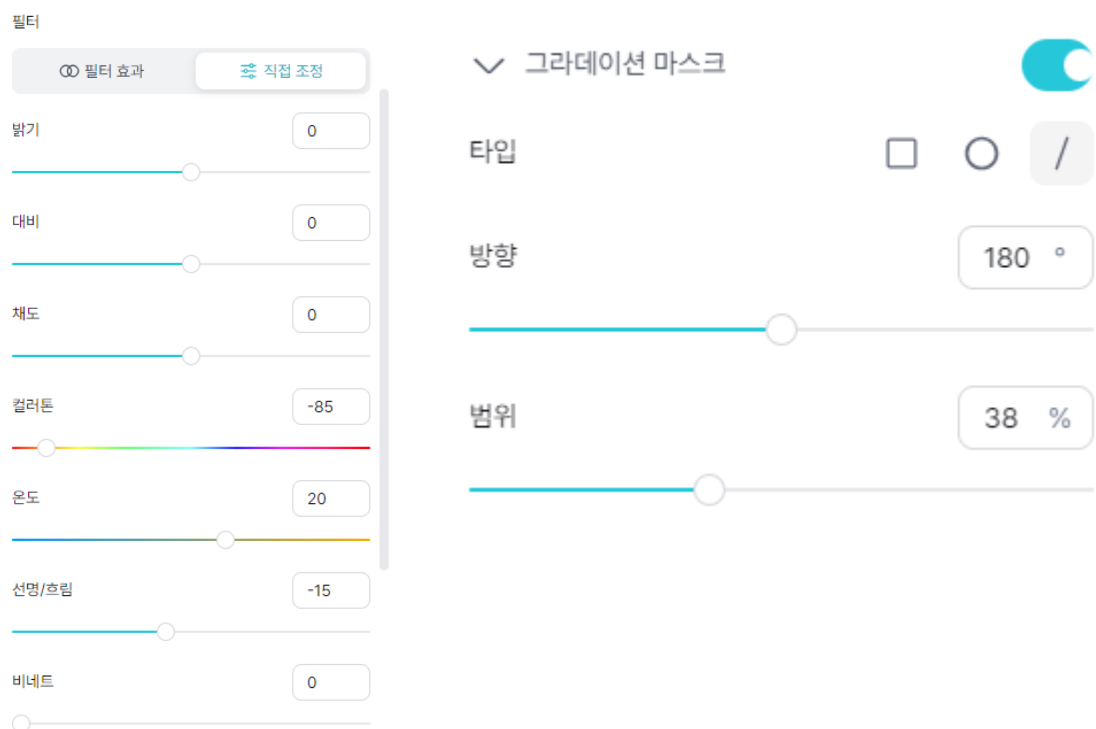 필터
필터 효과
직접 조정
밝기 0
대비 0
채도 0
컬러톤 -85
온도 20
선명/흐림 -15
비네트 0
그라데이션 마스크
타입
방향 180 °
범위 38 %